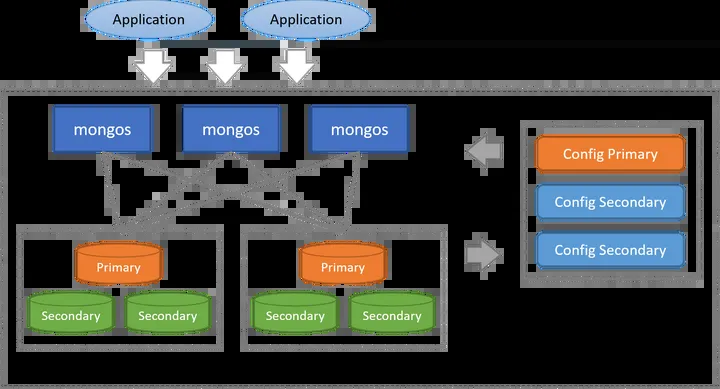 Application
Application
mongos
mongos
mongos
Config Primary
Config Secondary
Config Secondary
Primary
Secondary
Secondary
Primary
Secondary
Secondary